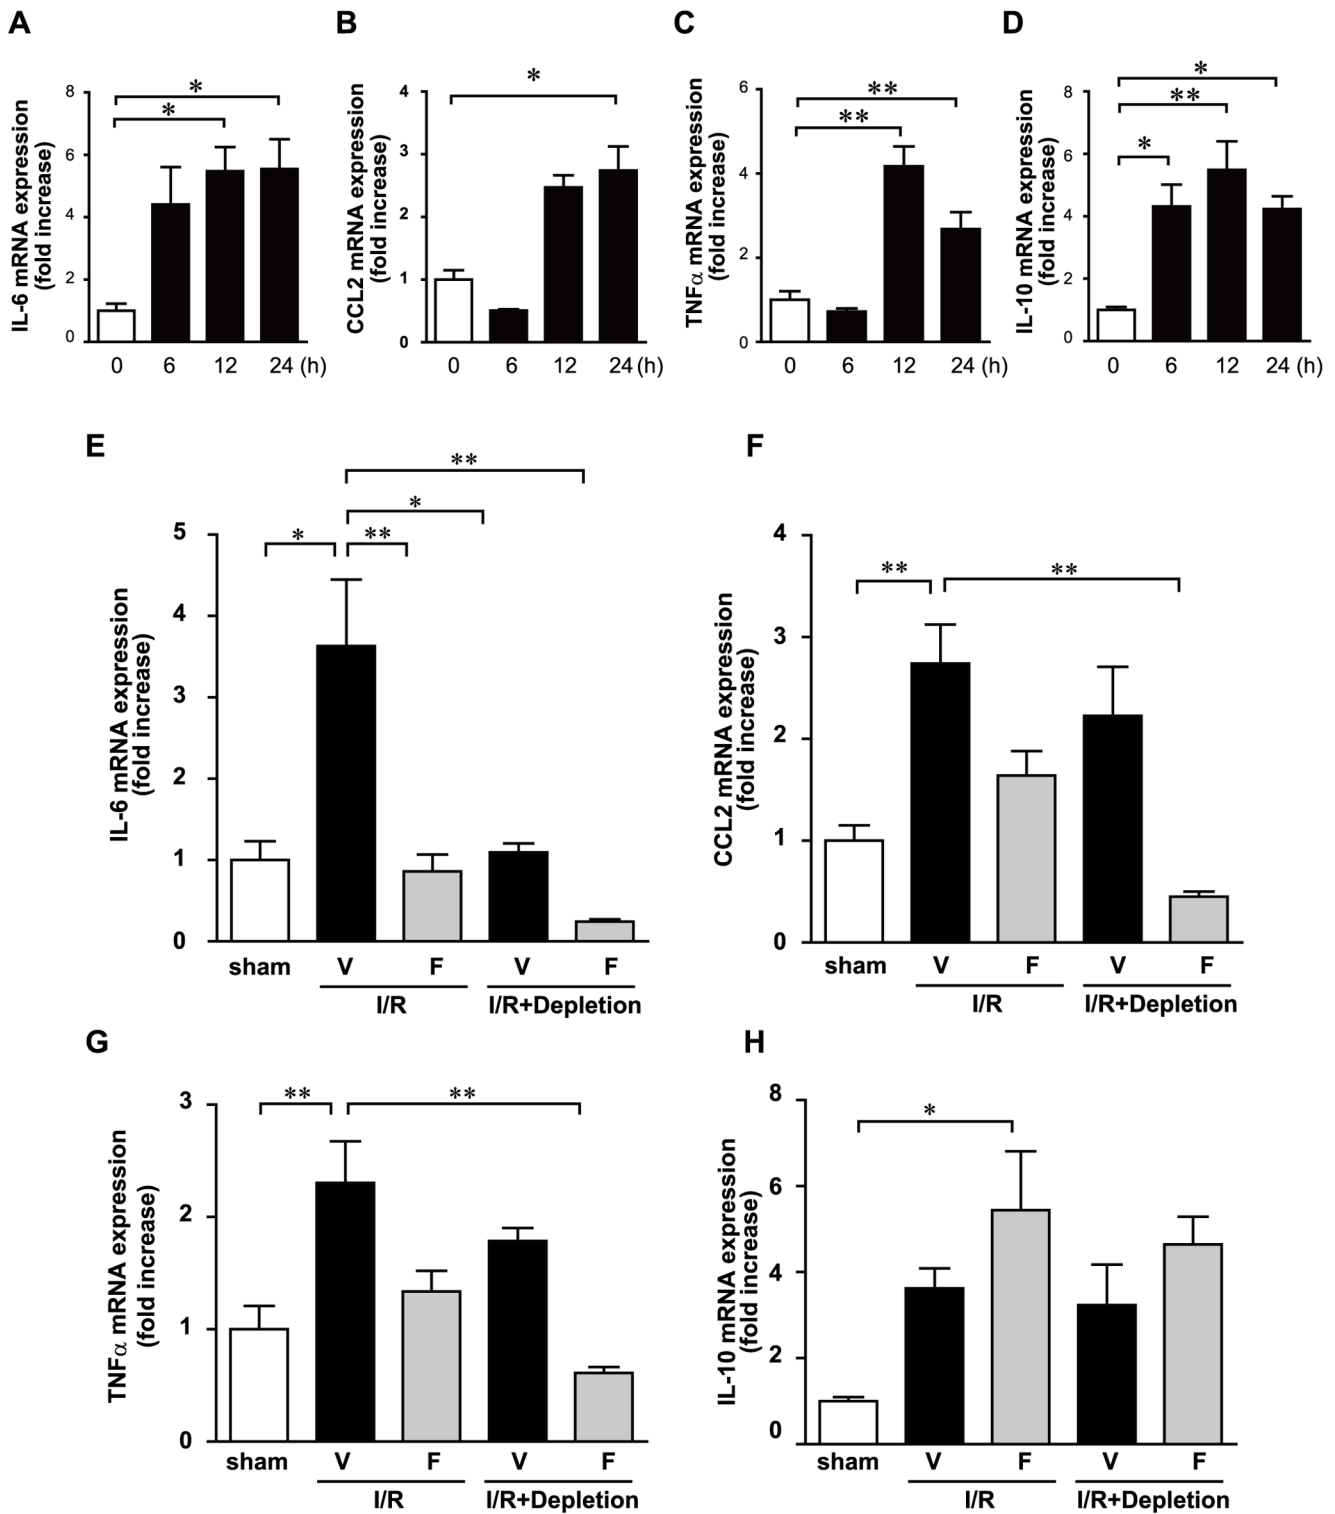 A
B
C
D
IL-6 mRNA expression
(fold increase)
8
6
4
2
0
*
*
0 6 12 24 (h)
CCL2 mRNA expression
(fold increase)
4
3
2
1
0
*
0 6 12 24 (h)
TNFα mRNA expression
(fold increase)
6
4
2
0
**
**
0 6 12 24 (h)
IL-10 mRNA expression
(fold increase)
8
6
4
2
0
*
**
*
0 6 12 24 (h)
E
IL-6 mRNA expression
(fold increase)
5
4
3
2
1
0
**
*
* **
sham V F V F
I/R I/R+Depletion
F
CCL2 mRNA expression
(fold increase)
4
3
2
1
0
** **
sham V F V F
I/R I/R+Depletion
G
TNFα mRNA expression
(fold increase)
3
2
1
0
** **
sham V F V F
I/R I/R+Depletion
H
IL-10 mRNA expression
(fold increase)
8
6
4
2
0
*
sham V F V F
I/R I/R+Depletion